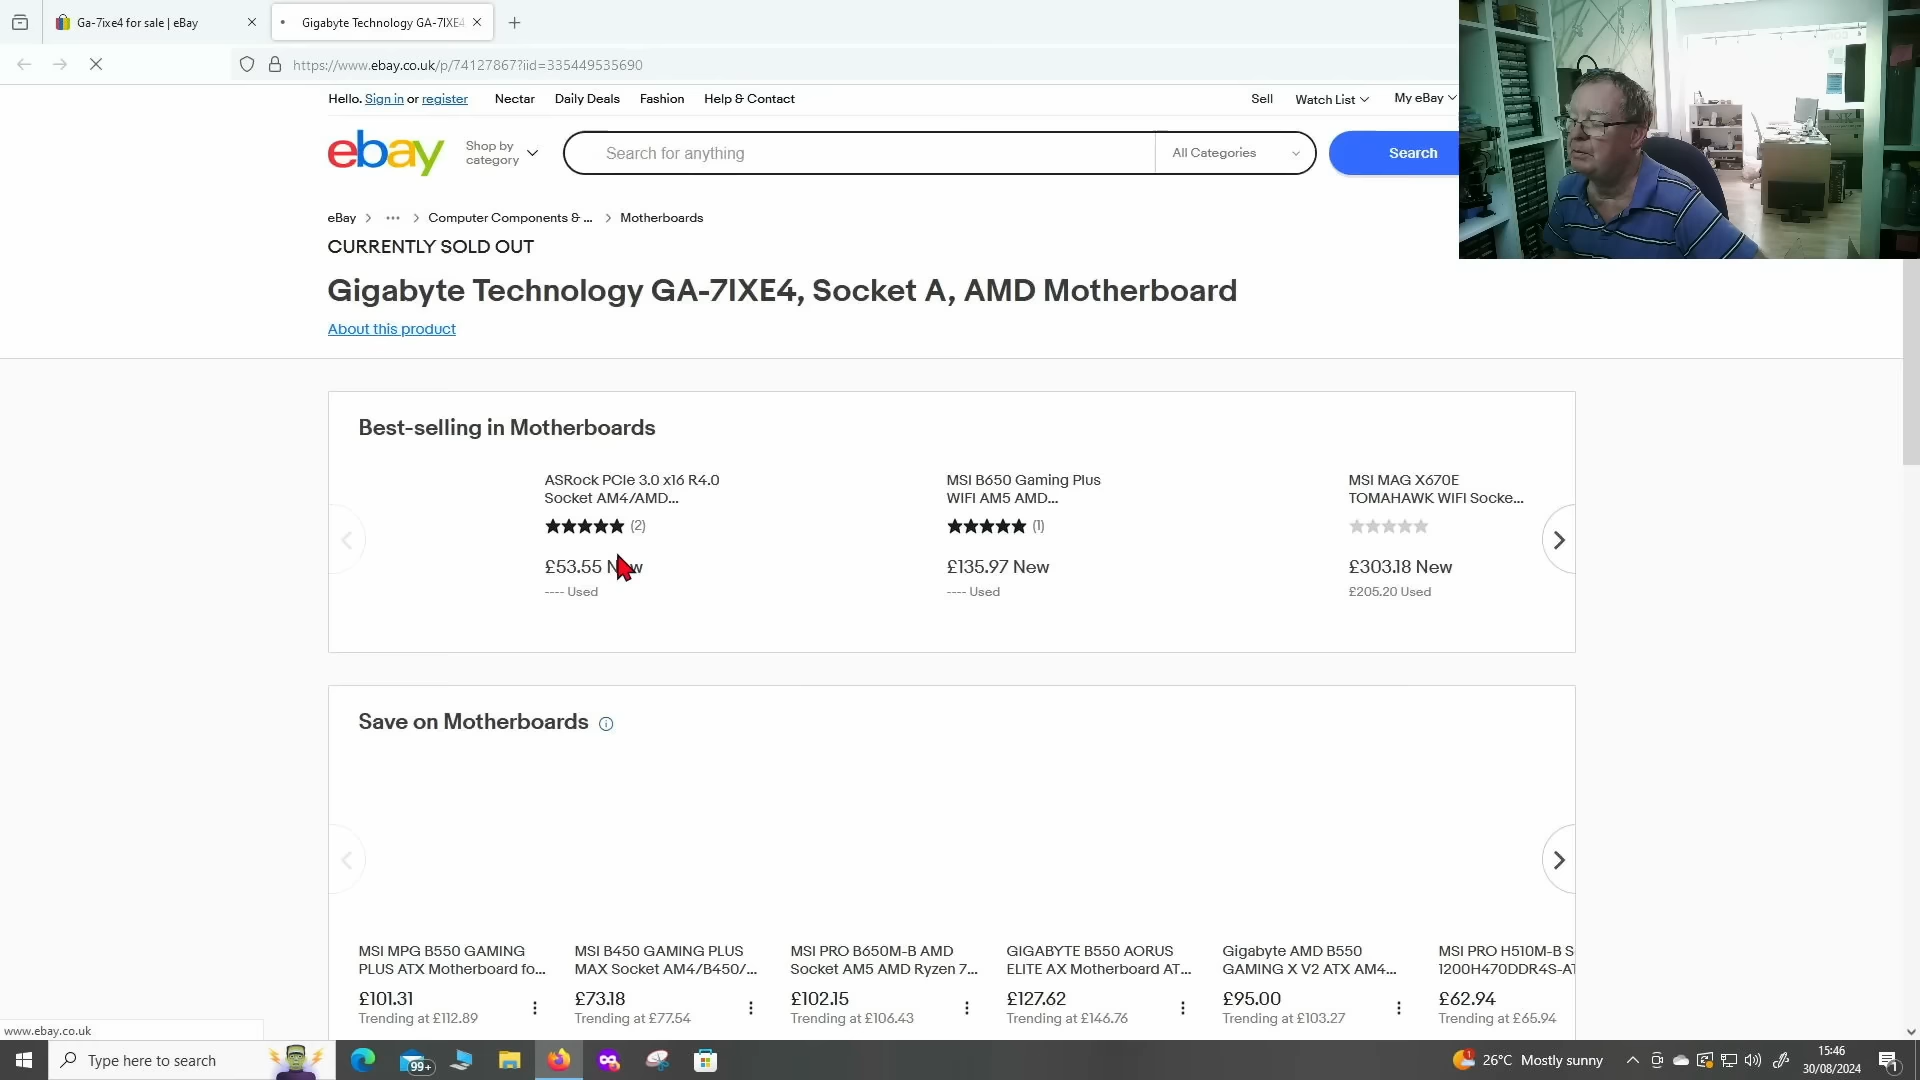 Ga-7ixe4 for sale | eBay
Gigabyte Technology GA-7IXE4
https://www.ebay.co.uk/p/74127867?iid=335449535690
Hello. Sign in or register Nectar Daily Deals Fashion Help & Contact Sell Watch List My eBay
ebay
Shop by category
Search for anything
All Categories
Search
eBay > ... > Computer Components & ... > Motherboards
CURRENTLY SOLD OUT
Gigabyte Technology GA-7IXE4, Socket A, AMD Motherboard
About this product
Best-selling in Motherboards
ASRock PCIe 3.0 x16 R4.0
Socket AM4/AMD...
(2)
£53.55 New
---- Used
MSI B650 Gaming Plus
WIFI AM5 AMD...
(1)
£135.97 New
---- Used
MSI MAG X670E
TOMAHAWK WIFI Socke...
£303.18 New
£205.20 Used
Save on Motherboards
MSI MPG B550 GAMING
PLUS ATX Motherboard fo...
£101.31
Trending at £112.89
MSI B450 GAMING PLUS
MAX Socket AM4/B450/...
£73.18
Trending at £77.54
MSI PRO B650M-B AMD
Socket AM5 AMD Ryzen 7...
£102.15
Trending at £106.43
GIGABYTE B550 AORUS
ELITE AX Motherboard AT...
£127.62
Trending at £146.76
Gigabyte AMD B550
GAMING X V2 ATX AM4...
£95.00
Trending at £103.27
MSI PRO H510M-B S
1200H470DDR4S-AT
£62.94
Trending at £65.94
www.ebay.co.uk
Type here to search
99+
26°C Mostly sunny
15:46
30/08/2024
1